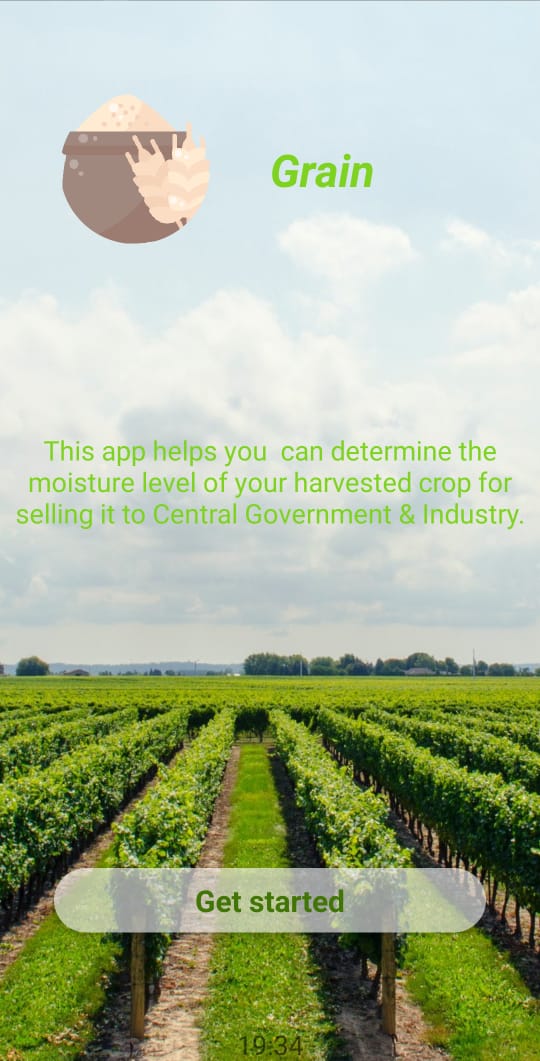 Grain
This app helps you  can determine the
moisture level of your harvested crop for
selling it to Central Government & Industry.
Get started
19:34